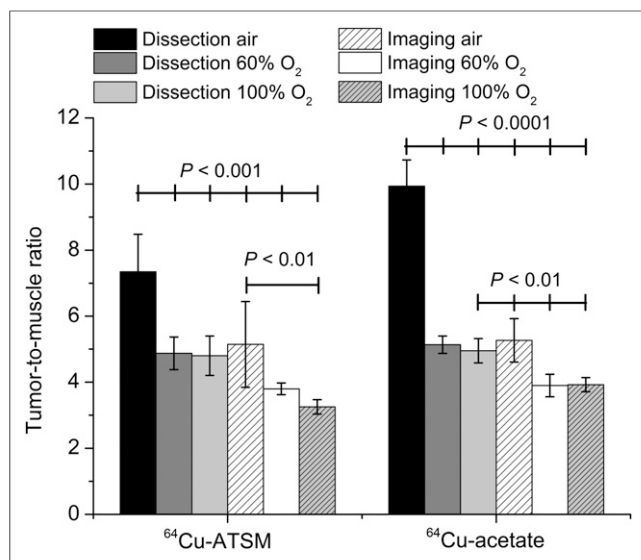 Dissection air Imaging air
Dissection 60% O₂ Imaging 60% O₂
Dissection 100% O₂ Imaging 100% O₂
12
P < 0.0001
P < 0.001
10
8
P < 0.01
P < 0.01
6
4
2
0
Tumor-to-muscle ratio
⁶⁴Cu-ATSM ⁶⁴Cu-acetate